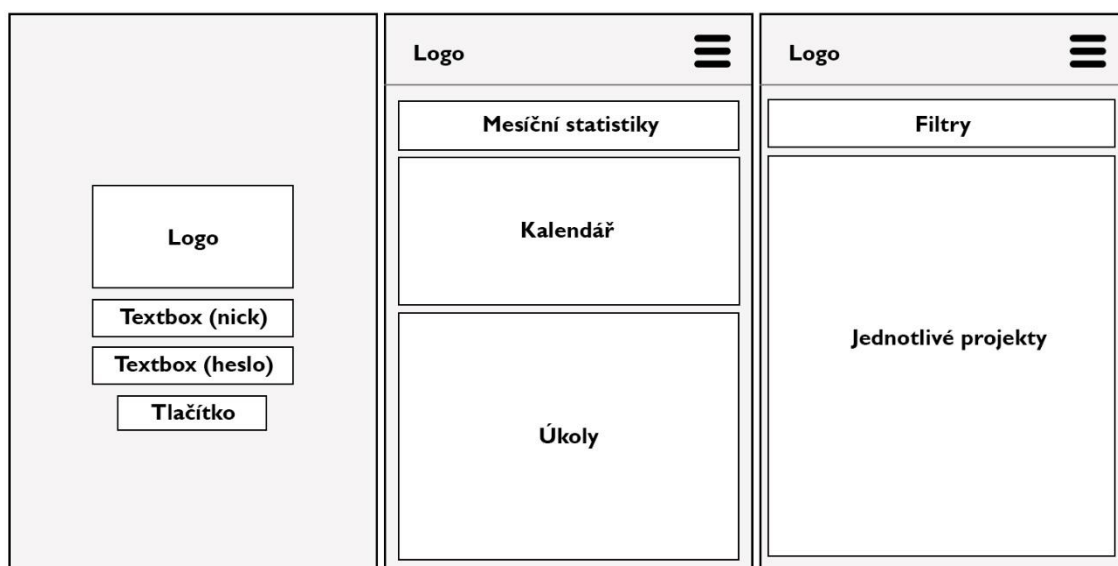 Logo
Textbox (nick)
Textbox (heslo)
Tlačítko
Logo
Mesíční statistiky
Kalendář
Úkoly
Logo
Filtry
Jednotlivé projekty